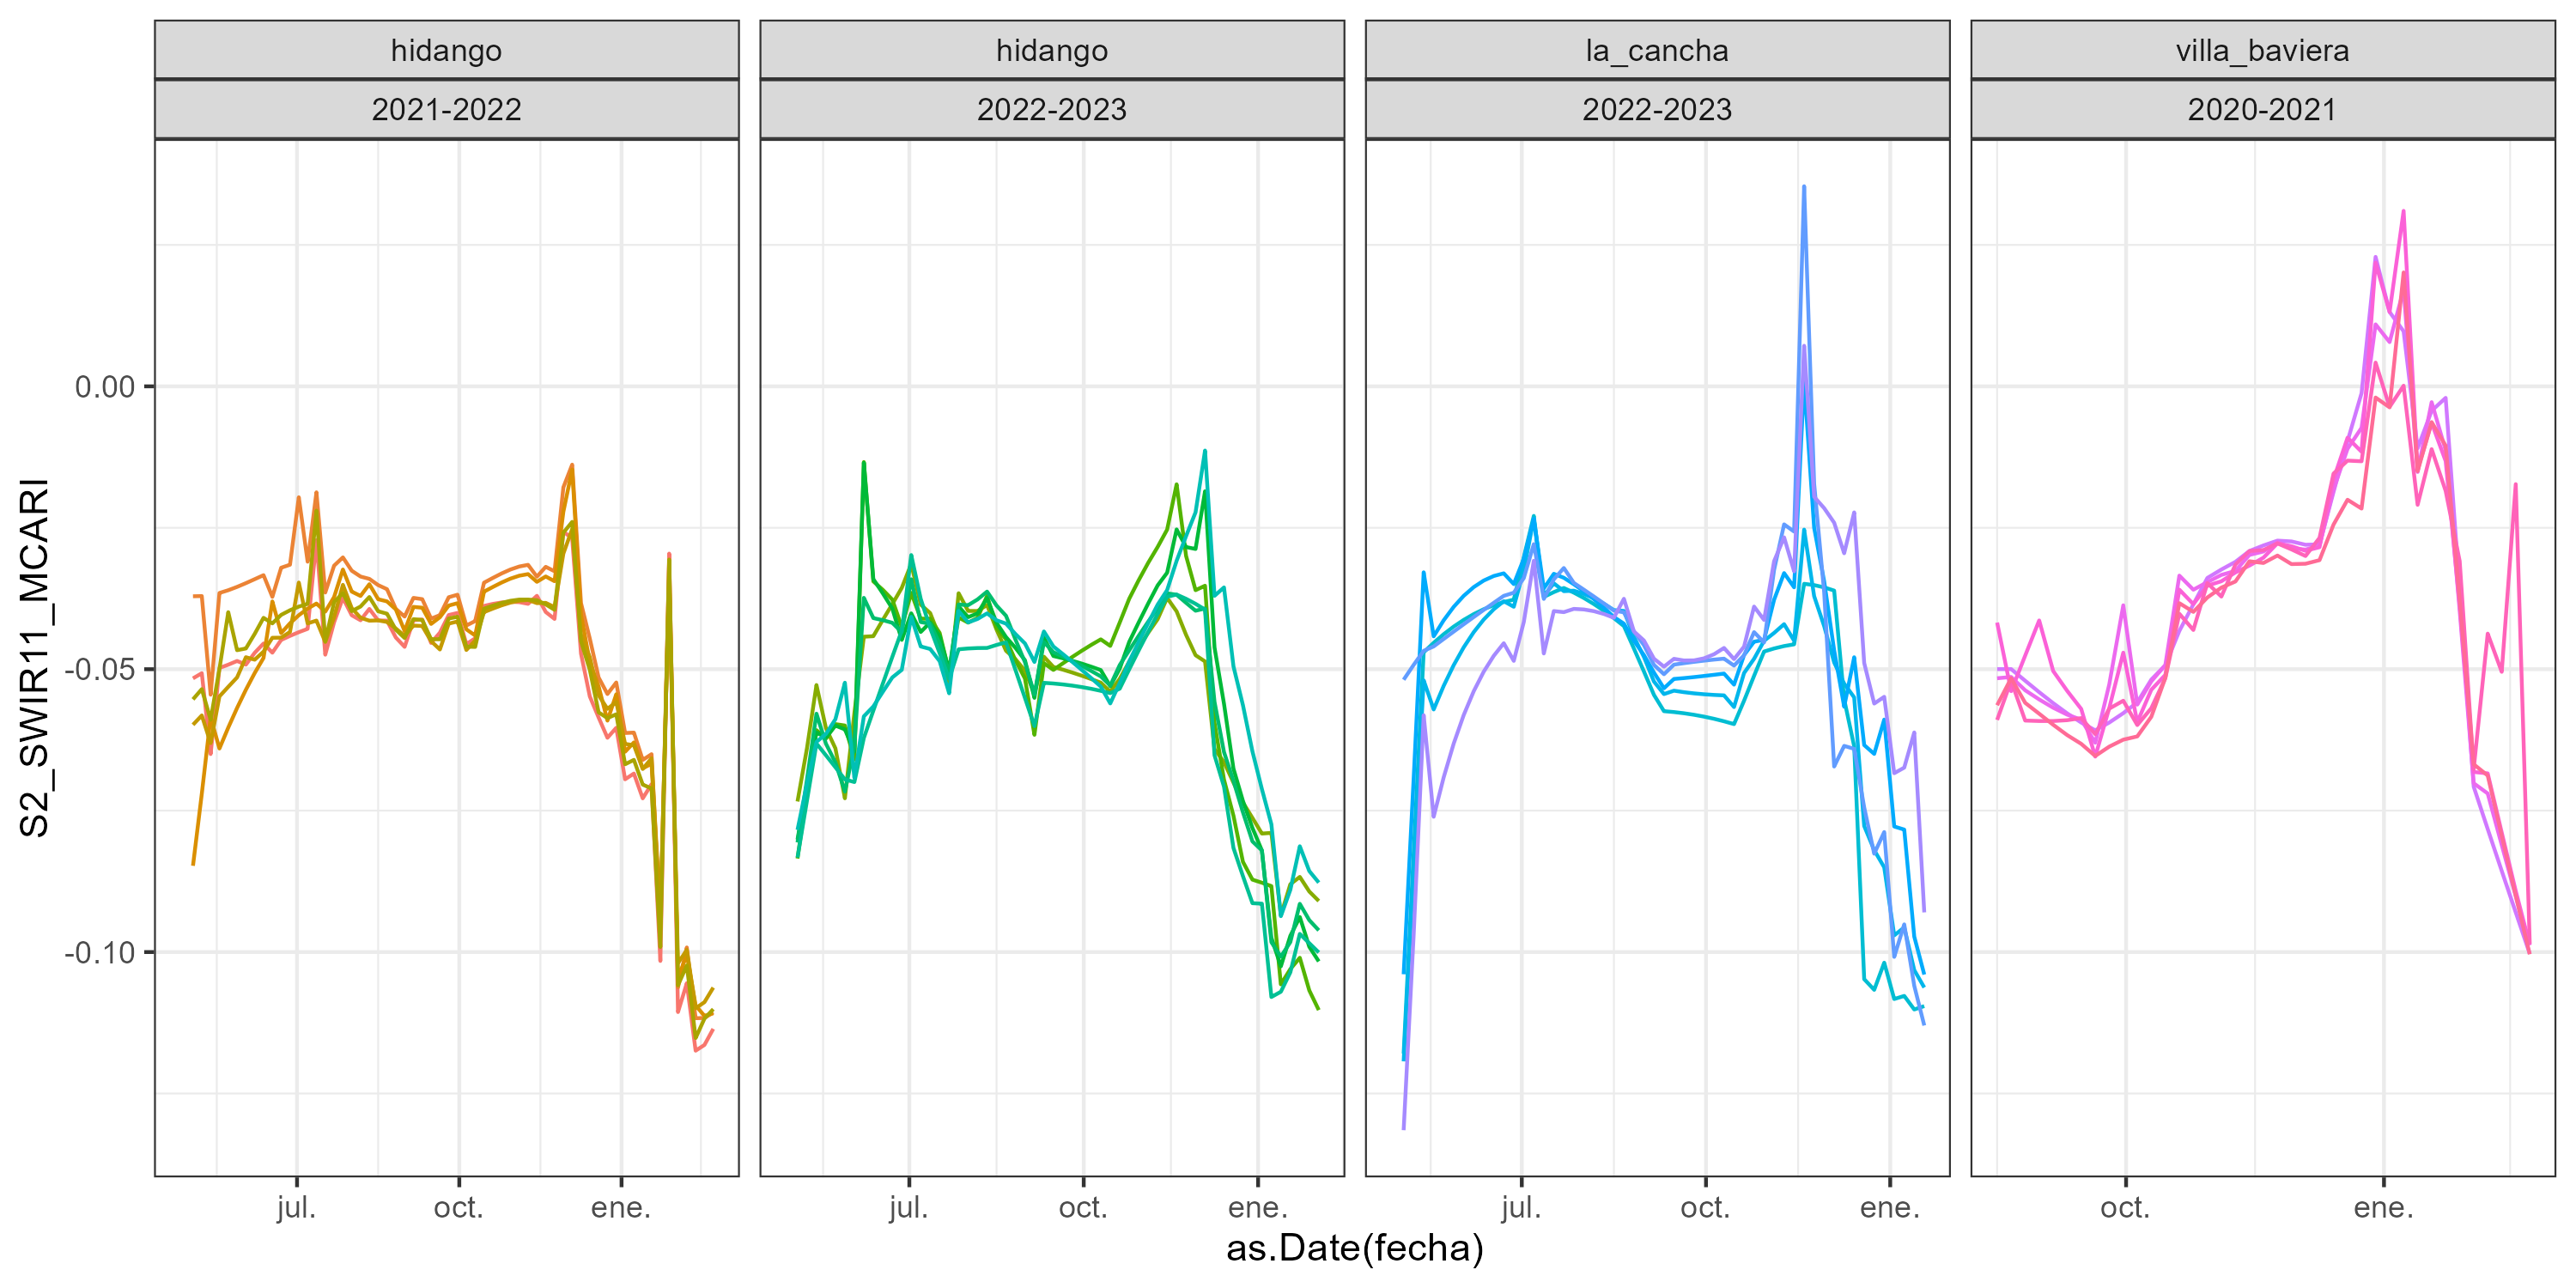 hidango
hidango
la_cancha
villa_baviera
2021-2022
2022-2023
2022-2023
2020-2021
S2_SWIR11_MCARI
0.00
-0.05
-0.10
jul.
oct.
ene.
jul.
oct.
ene.
jul.
oct.
ene.
oct.
ene.
as.Date(fecha)